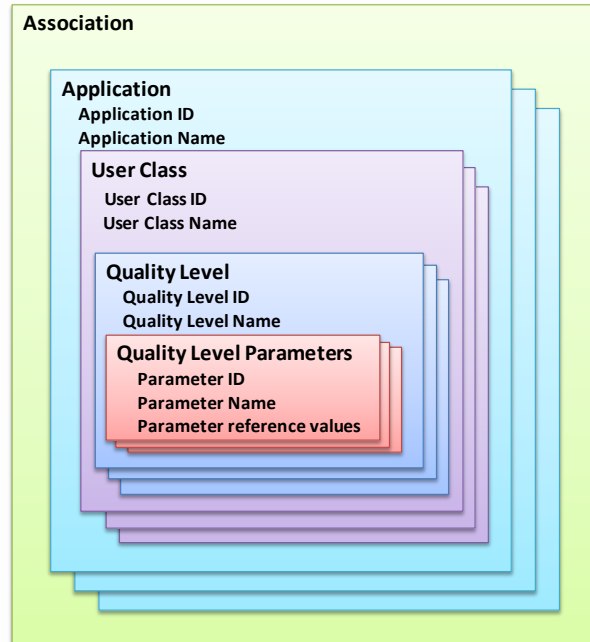 Association
Application
Application ID
Application Name
User Class
User Class ID
User Class Name
Quality Level
Quality Level ID
Quality Level Name
Quality Level Parameters
Parameter ID
Parameter Name
Parameter reference values